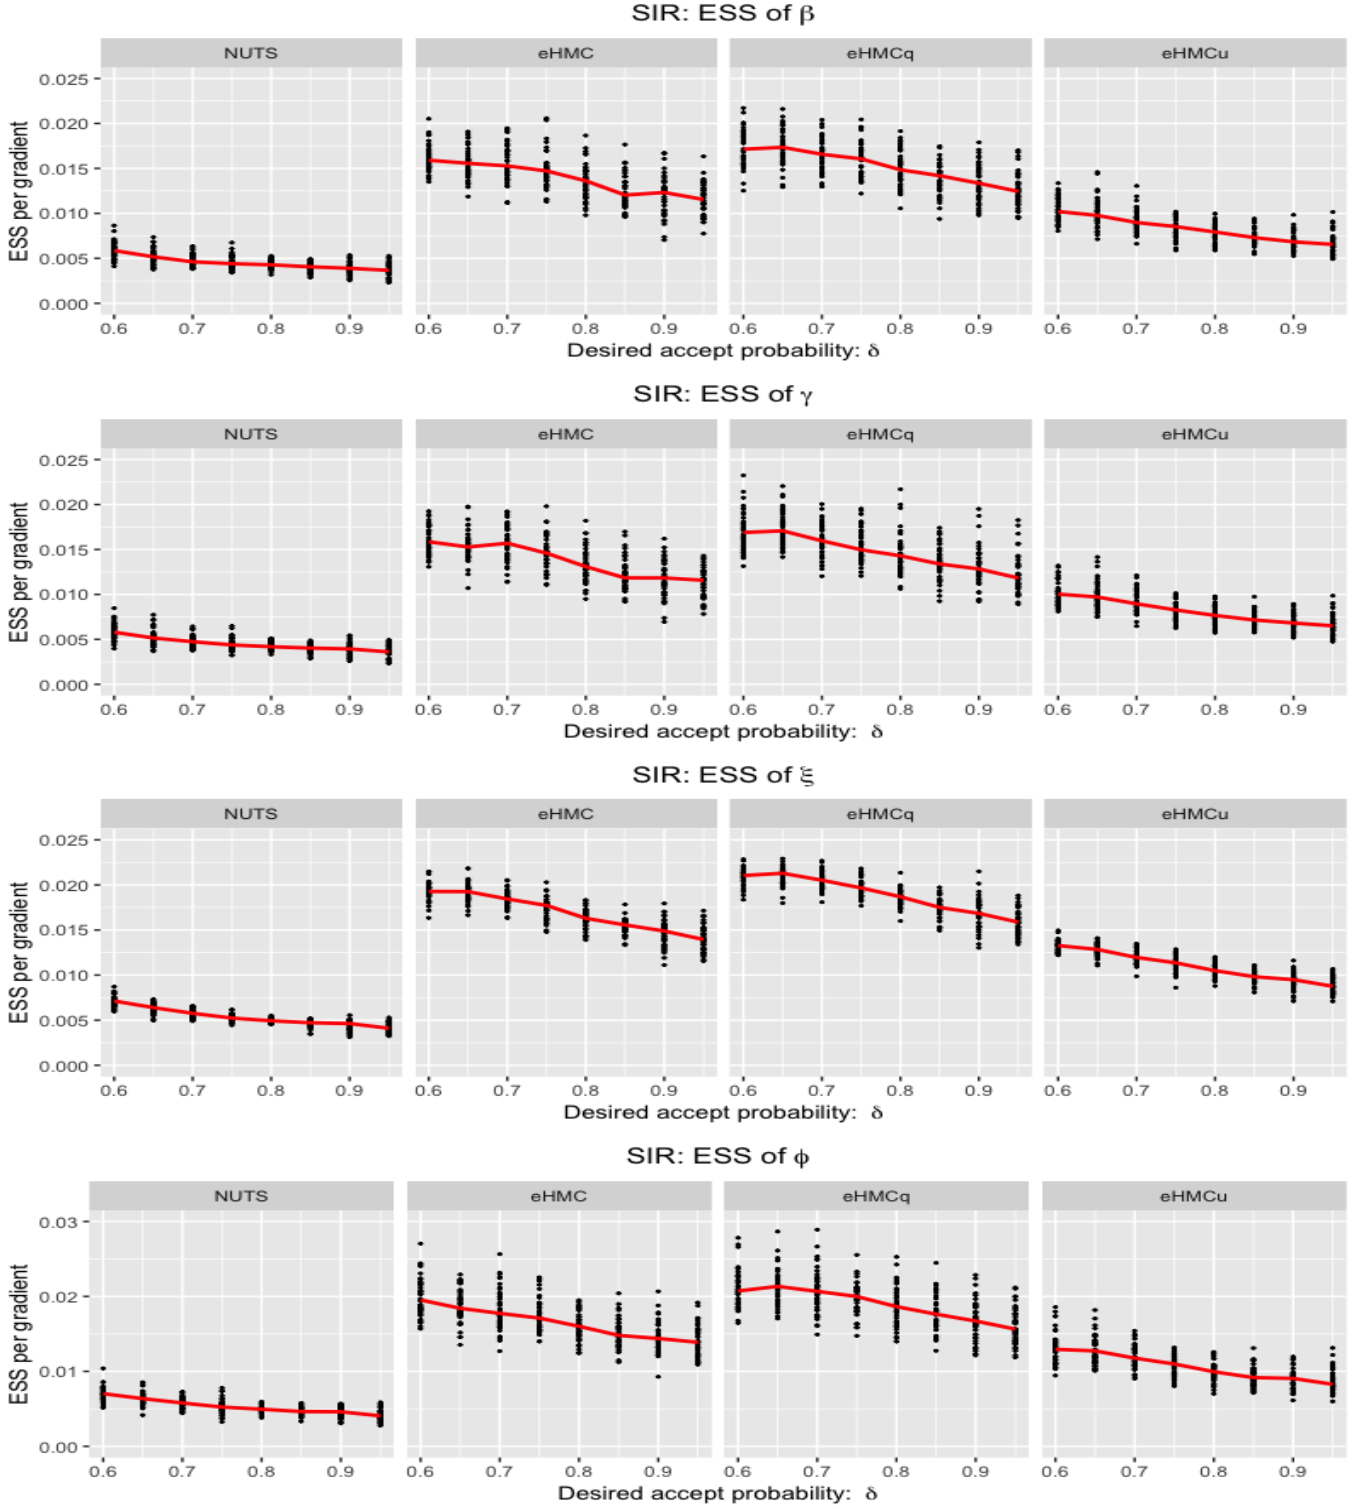 SIR: ESS of β
NUTS eHMC eHMCq eHMCu
ESS per gradient
0.025
0.020
0.015
0.010
0.005
0.000
0.6 0.7 0.8 0.9 0.6 0.7 0.8 0.9 0.6 0.7 0.8 0.9 0.6 0.7 0.8 0.9
Desired accept probability: δ
SIR: ESS of γ
NUTS eHMC eHMCq eHMCu
ESS per gradient
0.025
0.020
0.015
0.010
0.005
0.000
0.6 0.7 0.8 0.9 0.6 0.7 0.8 0.9 0.6 0.7 0.8 0.9 0.6 0.7 0.8 0.9
Desired accept probability: δ
SIR: ESS of ξ
NUTS eHMC eHMCq eHMCu
ESS per gradient
0.025
0.020
0.015
0.010
0.005
0.000
0.6 0.7 0.8 0.9 0.6 0.7 0.8 0.9 0.6 0.7 0.8 0.9 0.6 0.7 0.8 0.9
Desired accept probability: δ
SIR: ESS of ϕ
NUTS eHMC eHMCq eHMCu
ESS per gradient
0.03
0.02
0.01
0.00
0.6 0.7 0.8 0.9 0.6 0.7 0.8 0.9 0.6 0.7 0.8 0.9 0.6 0.7 0.8 0.9
Desired accept probability: δ